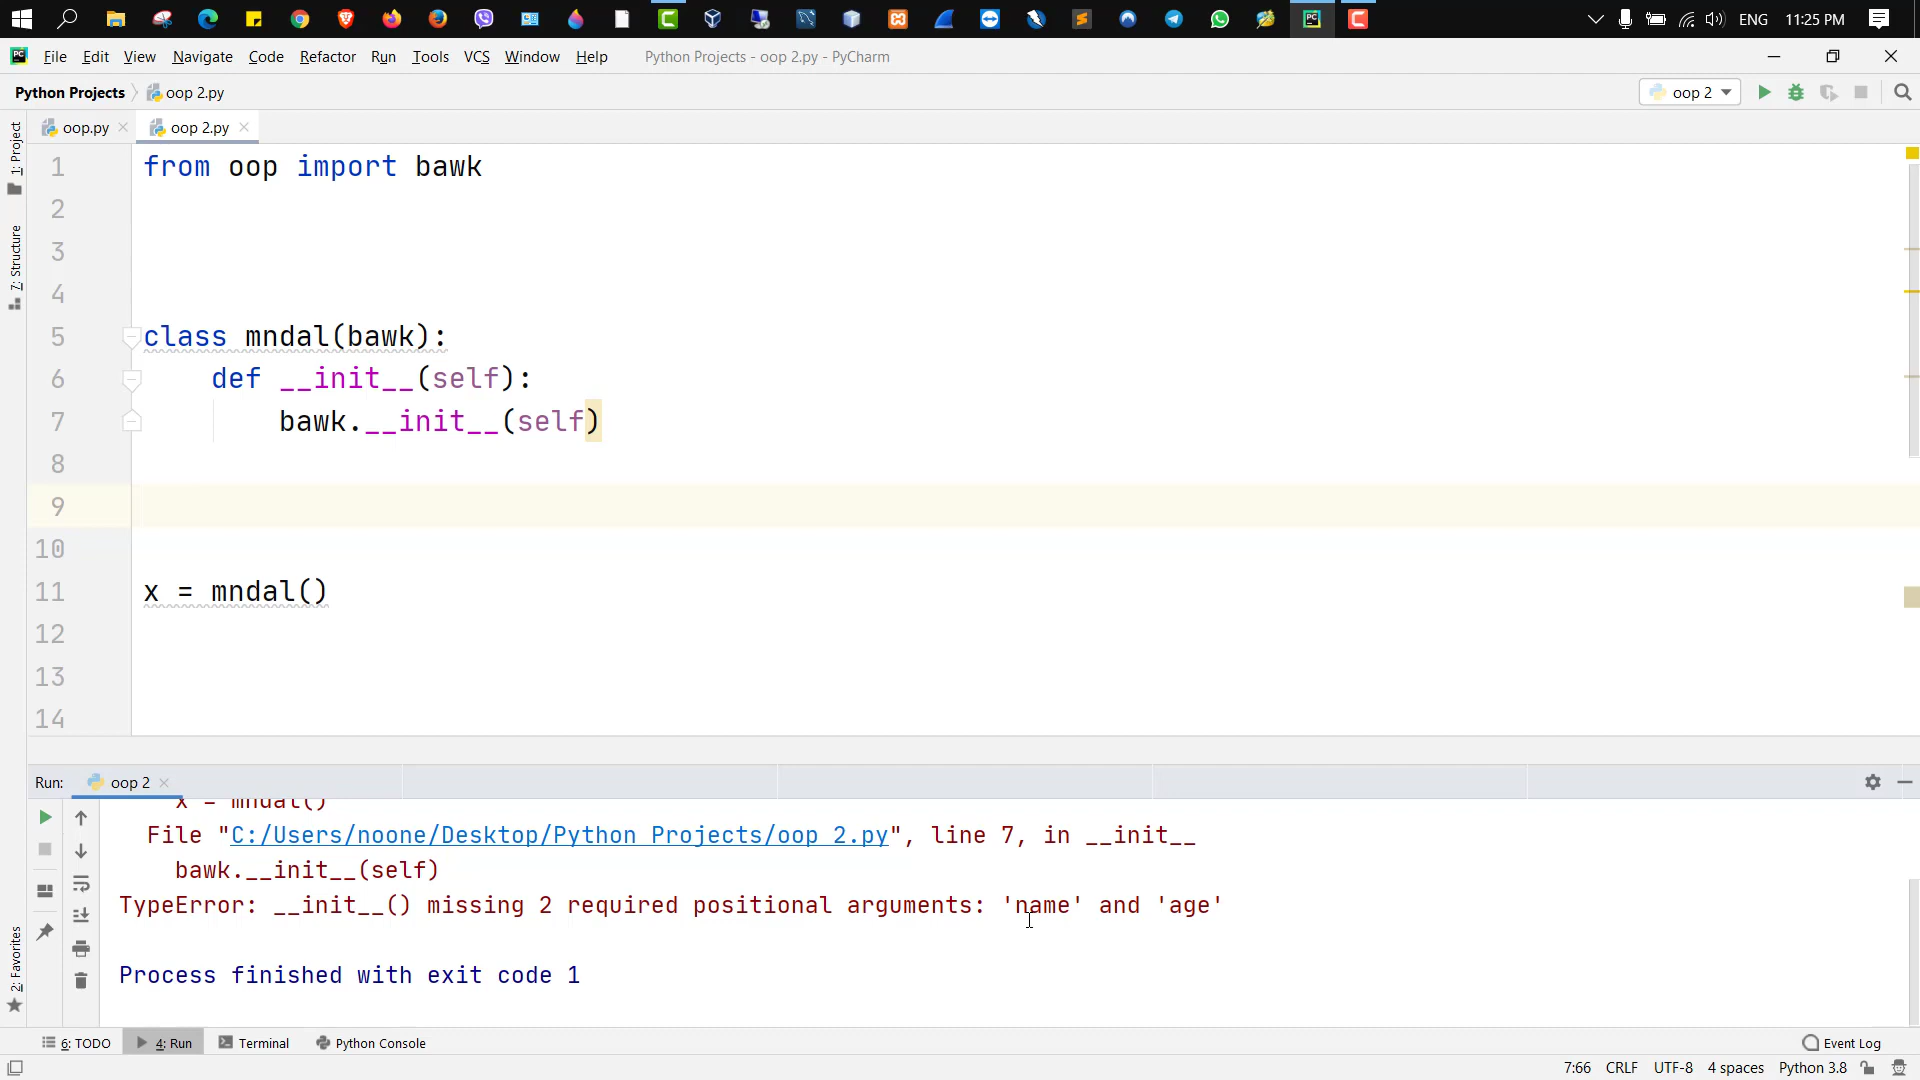 ENG 11:25 PM
File Edit View Navigate Code Refactor Run Tools VCS Window Help Python Projects - oop 2.py - PyCharm
Python Projects oop 2.py oop 2
oop.py oop 2.py
1: Project
7: Structure
2: Favorites
1 from oop import bawk
2
3
4
5 class mndal(bawk):
6 def __init__(self):
7 bawk.__init__(self)
8
9
10
11 x = mndal()
12
13
14
Run: oop 2
x = mndal()
File "C:/Users/noone/Desktop/Python Projects/oop 2.py", line 7, in __init__
bawk.__init__(self)
TypeError: __init__() missing 2 required positional arguments: 'name' and 'age'
Process finished with exit code 1
6: TODO 4: Run Terminal Python Console Event Log
7:66 CRLF UTF-8 4 spaces Python 3.8